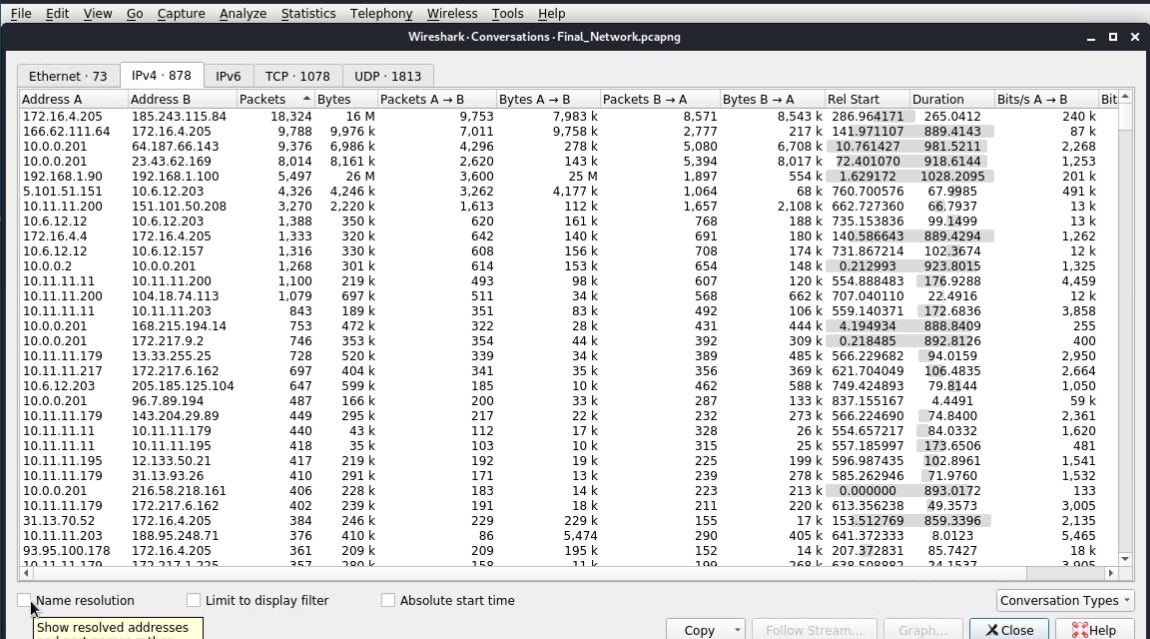 File Edit View Go Capture Analyze Statistics Telephony Wireless Tools Help
Wireshark · Conversations · Final_Network.pcapng
Ethernet · 73 IPv4 · 878 IPv6 TCP · 1078 UDP · 1813
Address A Address B Packets Bytes Packets A → B Bytes A → B Packets B → A Bytes B → A Rel Start Duration Bits/s A → B Bit
172.16.4.205 185.243.115.84 18,324 16 M 9,753 7,983 k 8,571 8,543 k 286.964171 265.0412 240 k
166.62.111.64 172.16.4.205 9,788 9,976 k 7,011 9,758 k 2,777 217 k 141.971107 889.4143 87 k
10.0.0.201 64.187.66.143 9,376 6,986 k 4,296 278 k 5,080 6,708 k 10.761427 981.5211 2,268
10.0.0.201 23.43.62.169 8,014 8,161 k 2,620 143 k 5,394 8,017 k 72.401070 918.6144 1,253
192.168.1.90 192.168.1.100 5,497 26 M 3,600 25 M 1,897 554 k 1.629172 1028.2095 201 k
5.101.51.151 10.6.12.203 4,326 4,246 k 3,262 4,177 k 1,064 68 k 760.700576 67.9985 491 k
10.11.11.200 151.101.50.208 3,270 2,220 k 1,613 112 k 1,657 2,108 k 662.727360 66.7937 13 k
10.6.12.12 10.6.12.203 1,388 350 k 620 161 k 768 188 k 735.153836 99.1499 13 k
172.16.4.4 172.16.4.205 1,333 320 k 642 140 k 691 180 k 140.586643 889.4294 1,262
10.6.12.12 10.6.12.157 1,316 330 k 608 156 k 708 174 k 731.867214 102.3674 12 k
10.0.0.2 10.0.0.201 1,268 301 k 614 153 k 654 148 k 0.212993 923.8015 1,325
10.11.11.11 10.11.11.200 1,100 219 k 493 98 k 607 120 k 554.888483 176.9288 4,459
10.11.11.200 104.18.74.113 1,079 697 k 511 34 k 568 662 k 707.040110 22.4916 12 k
10.11.11.11 10.11.11.203 843 189 k 351 83 k 492 106 k 559.140371 172.6836 3,858
10.0.0.201 168.215.194.14 753 472 k 322 28 k 431 444 k 4.194934 888.8409 255
10.0.0.201 172.217.9.2 746 353 k 354 44 k 392 309 k 0.218485 892.8126 400
10.11.11.179 13.33.255.25 728 520 k 339 34 k 389 485 k 566.229682 94.0159 2,950
10.11.11.217 172.217.6.162 697 404 k 341 35 k 356 369 k 621.704049 106.4835 2,664
10.6.12.203 205.185.125.104 647 599 k 185 10 k 462 588 k 749.424893 79.8144 1,050
10.0.0.201 96.7.89.194 487 166 k 200 33 k 287 133 k 837.155167 4.4491 59 k
10.11.11.179 143.204.29.89 449 295 k 217 22 k 232 273 k 566.224690 74.8400 2,361
10.11.11.11 10.11.11.179 440 43 k 112 17 k 328 26 k 554.657217 84.0332 1,620
10.11.11.11 10.11.11.195 418 35 k 103 10 k 315 25 k 557.185997 173.6506 481
10.11.11.195 12.133.50.21 417 219 k 192 19 k 225 199 k 596.987435 102.8961 1,541
10.11.11.179 31.13.93.26 410 291 k 171 13 k 239 278 k 585.262946 71.9760 1,532
10.0.0.201 216.58.218.161 406 228 k 183 14 k 223 213 k 0.000000 893.0172 133
10.11.11.179 172.217.6.162 402 239 k 191 18 k 211 220 k 613.356238 49.3573 3,005
31.13.70.52 172.16.4.205 384 246 k 229 229 k 155 17 k 153.512769 859.3396 2,135
10.11.11.203 188.95.248.71 376 410 k 86 5,474 290 405 k 641.372333 8.0123 5,465
93.95.100.178 172.16.4.205 361 209 k 209 195 k 152 14 k 207.372831 85.7427 18 k
10.11.11.179 172.217.1.225 357 280 k 158 11 k 199 268 k 638.508882 24.1537 3,905
Name resolution Limit to display filter Absolute start time Conversation Types
Show resolved addresses
Copy Follow Stream... Graph... Close Help